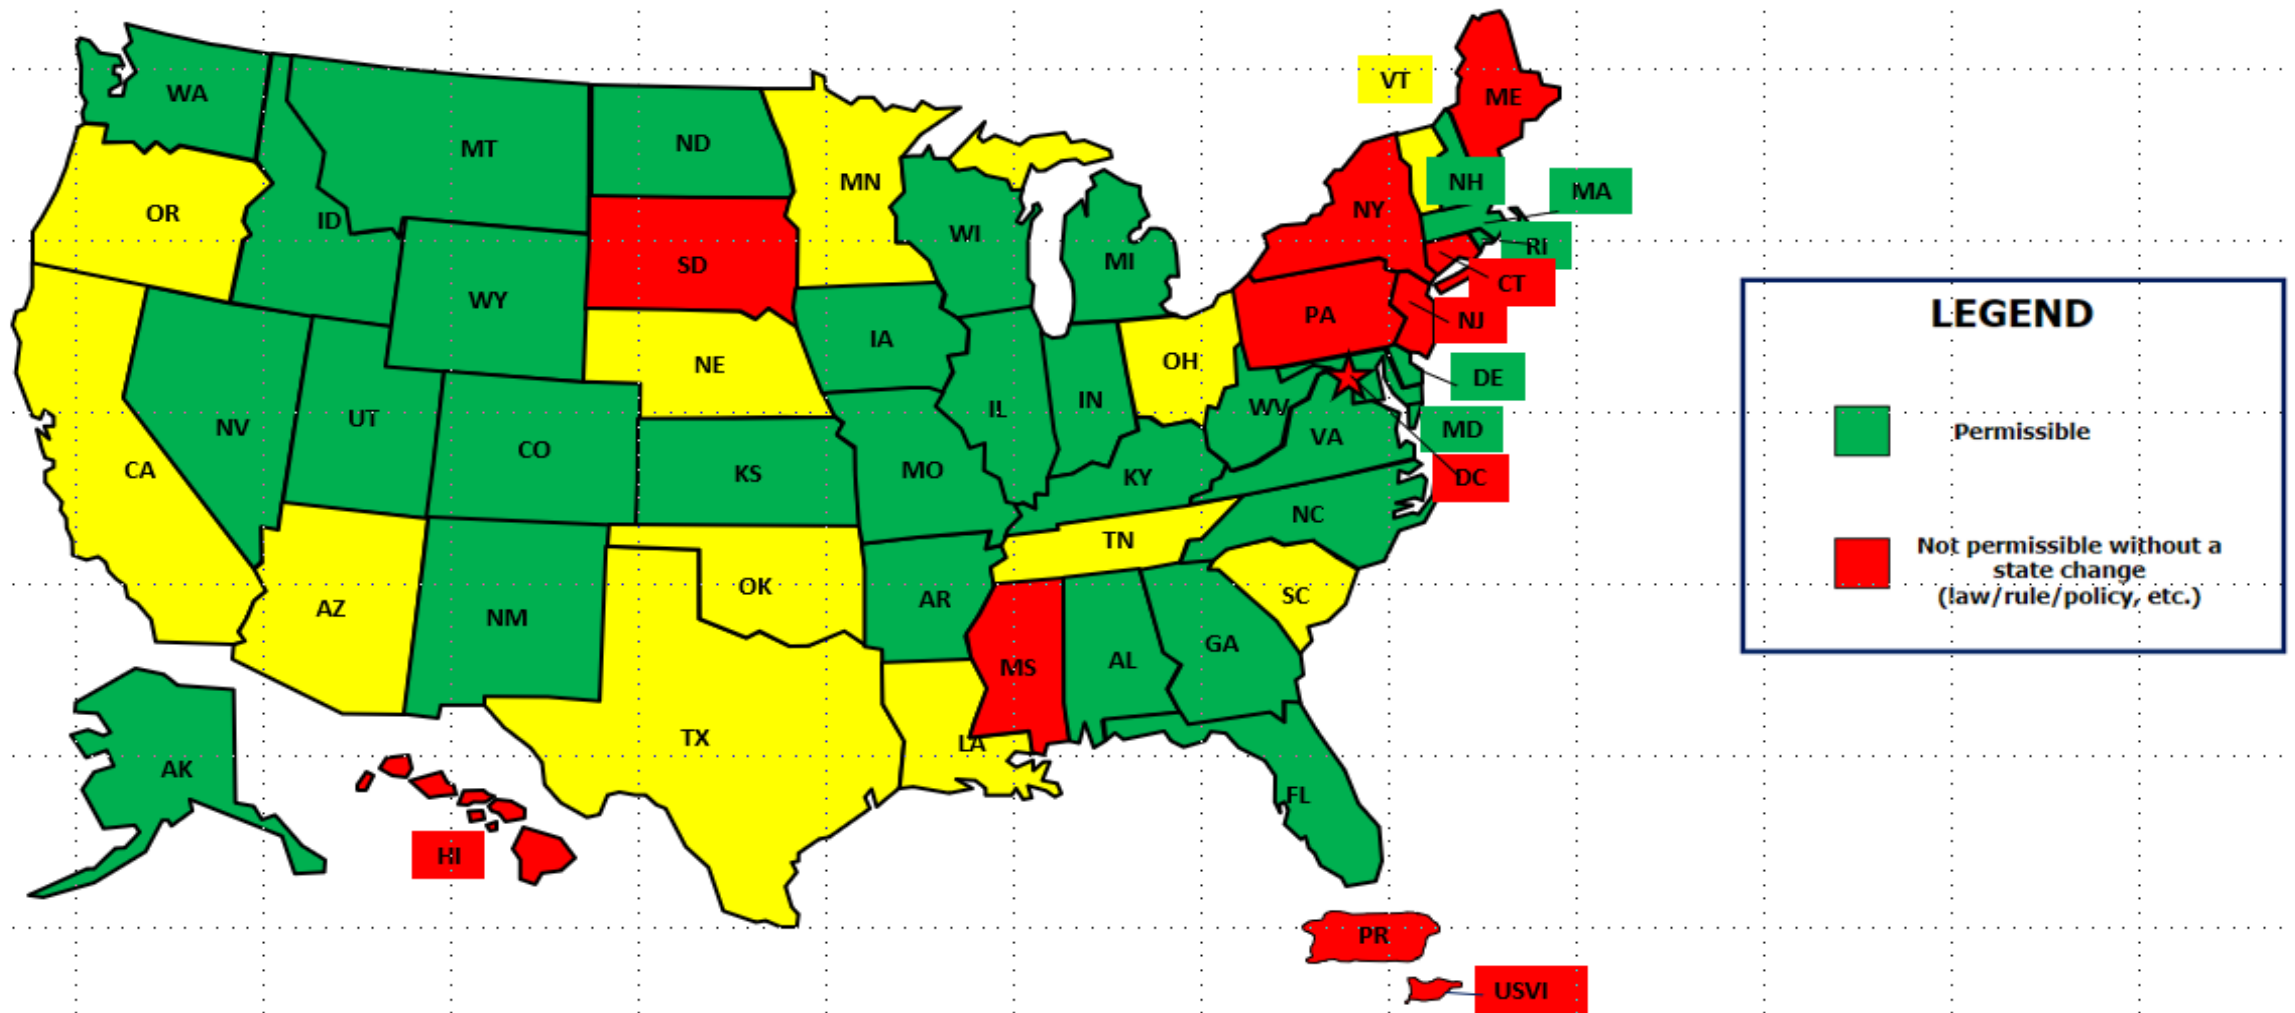 VT
ME
WA
ND
MT
MN
NH
MA
OR
ID
NY
WI
RI
SD
MI
CT
WY
PA
NJ
LEGEND
IA
OH
NE
DE
IL
IN
WV
UT
NV
MD
VA
Permissible
CO
CA
MO
KS
KY
DC
NC
TN
Not permissible without a
state change
(law/rule/policy, etc.)
OK
AZ
AR
SC
NM
GA
AL
MS
TX
LA
AK
FL
HI
PR
USVI